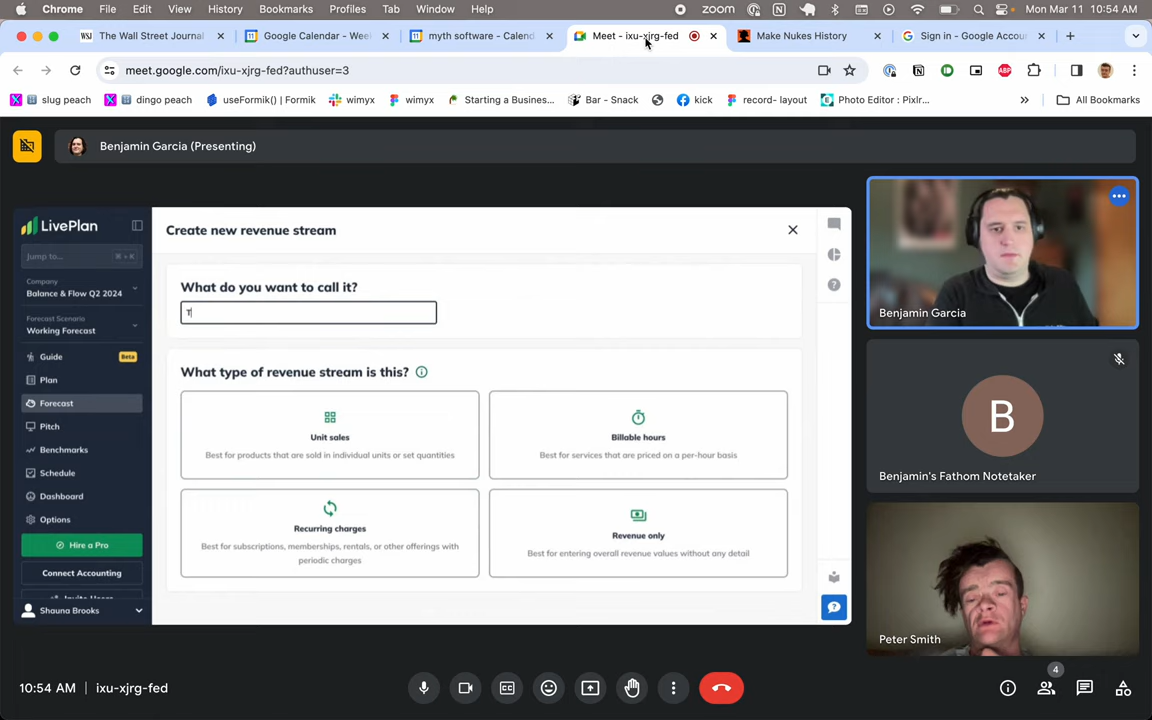 Chrome File Edit View History Bookmarks Profiles Tab Window Help zoom Mon Mar 11 10:54 AM
WSJ The Wall Street Journal Google Calendar - Wee myth software - Calend Meet - ixu-xjrg-fed Make Nukes History Sign in - Google Accou
meet.google.com/ixu-xjrg-fed?authuser=3
slug peach dingo peach useFormik() | Formik wimyx wimyx Starting a Busines... Bar - Snack kick record- layout Photo Editor : Pixlr... All Bookmarks
Benjamin Garcia (Presenting)
LivePlan
Jump to... ⌘+K
Company
Balance & Flow Q2 2024
Forecast Scenario
Working Forecast
Guide Beta
Plan
Forecast
Pitch
Benchmarks
Schedule
Dashboard
Options
Hire a Pro
Connect Accounting
Invite Users
Shauna Brooks
Create new revenue stream
What do you want to call it?
T
What type of revenue stream is this?
Unit sales
Best for products that are sold in individual units or set quantities
Billable hours
Best for services that are priced on a per-hour basis
Recurring charges
Best for subscriptions, memberships, rentals, or other offerings with
periodic charges
Revenue only
Best for entering overall revenue values without any detail
Benjamin Garcia
B
Benjamin's Fathom Notetaker
Peter Smith
10:54 AM | ixu-xjrg-fed
4